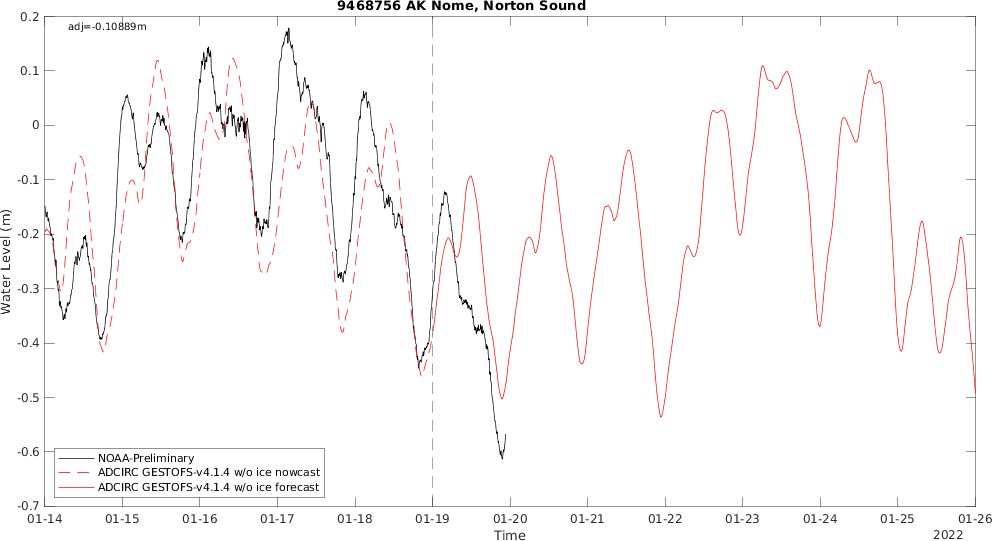 9468756 AK Nome, Norton Sound
adj=-0.10889m
0.2
0.1
0
-0.1
-0.2
-0.3
-0.4
-0.5
-0.6
-0.7
Water Level (m)
NOAA-Preliminary
ADCIRC GESTOFS-v4.1.4 w/o ice nowcast
ADCIRC GESTOFS-v4.1.4 w/o ice forecast
01-14 01-15 01-16 01-17 01-18 01-19 01-20 01-21 01-22 01-23 01-24 01-25 01-26
Time
2022